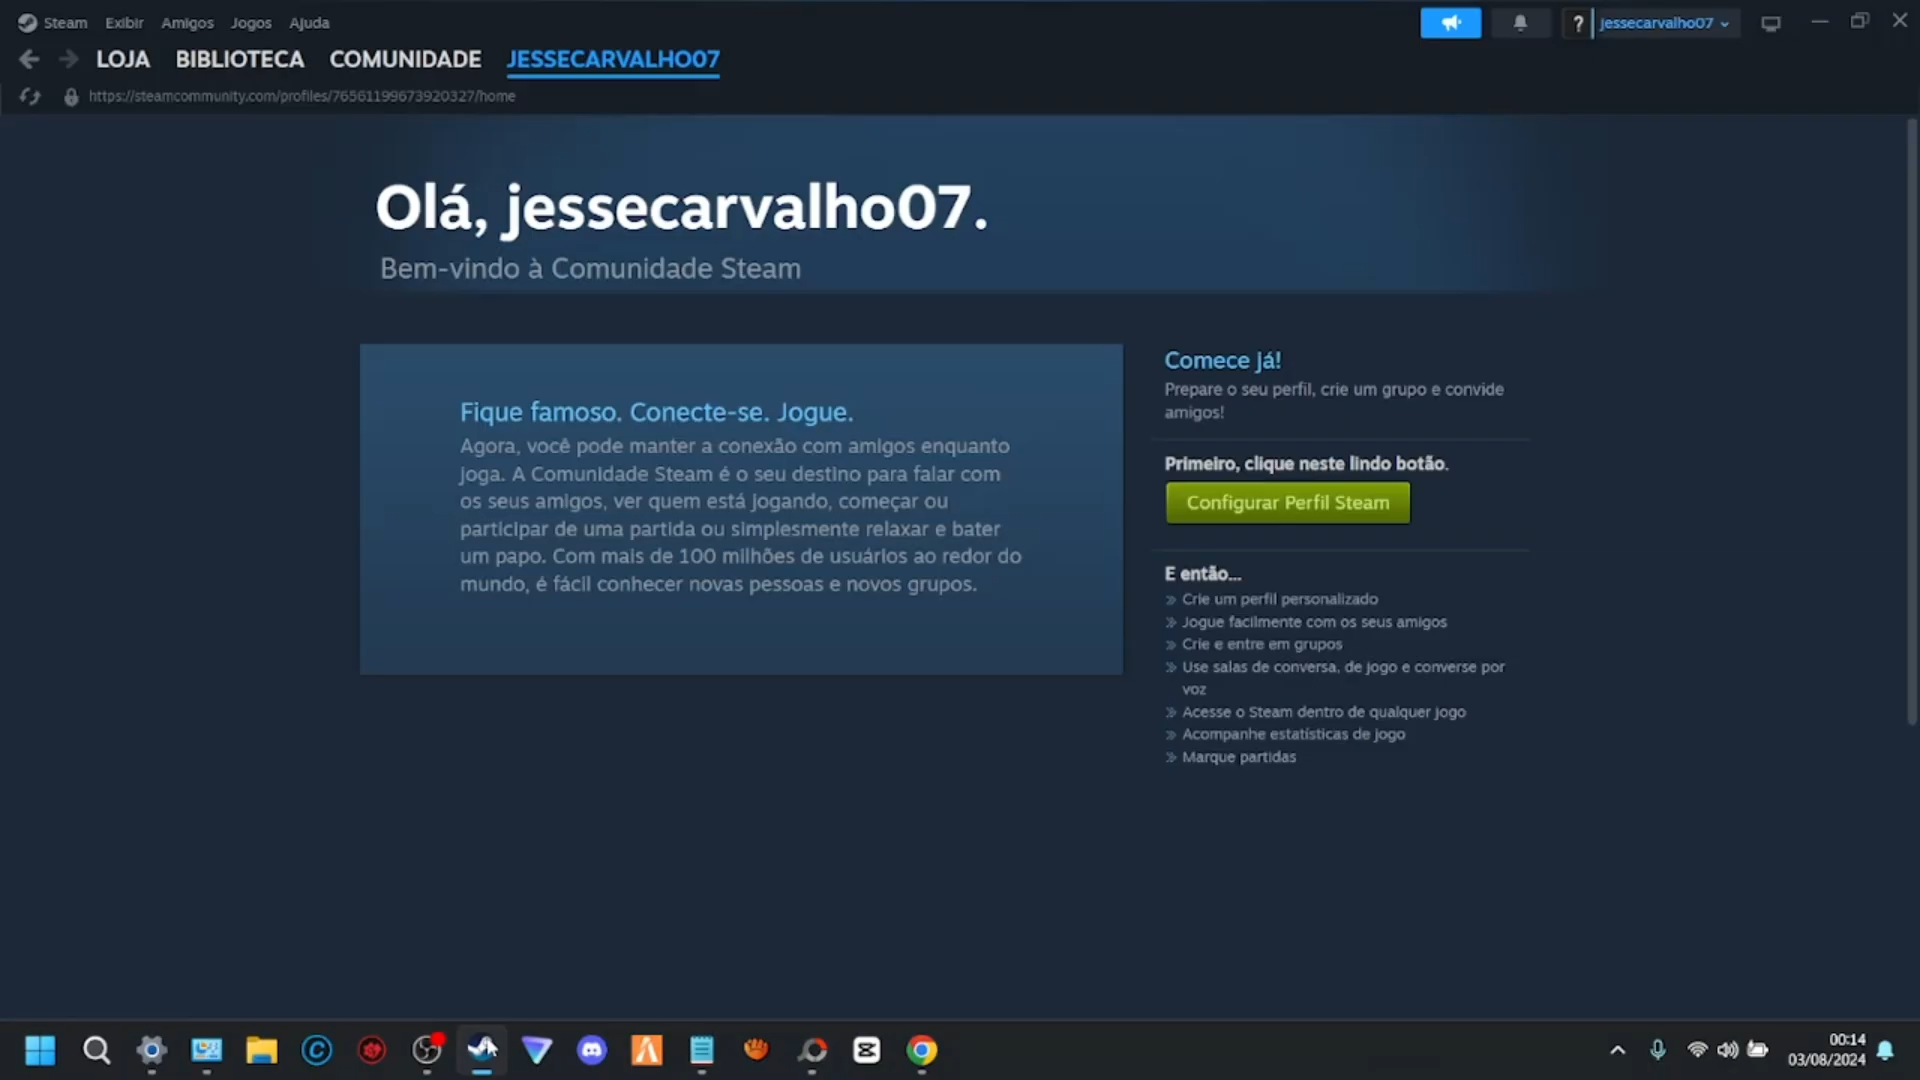 Steam Exibir Amigos Jogos Ajuda
? jessecarvalho07
LOJA BIBLIOTECA COMUNIDADE JESSECARVALHO07
https://steamcommunity.com/profiles/76561199673920327/home
Olá, jessecarvalho07.
Bem-vindo à Comunidade Steam
Fique famoso. Conecte-se. Jogue.
Agora, você pode manter a conexão com amigos enquanto
joga. A Comunidade Steam é o seu destino para falar com
os seus amigos, ver quem está jogando, começar ou
participar de uma partida ou simplesmente relaxar e bater
um papo. Com mais de 100 milhões de usuários ao redor do
mundo, é fácil conhecer novas pessoas e novos grupos.
Comece já!
Prepare o seu perfil, crie um grupo e convide
amigos!
Primeiro, clique neste lindo botão.
Configurar Perfil Steam
E então...
» Crie um perfil personalizado
» Jogue facilmente com os seus amigos
» Crie e entre em grupos
» Use salas de conversa, de jogo e converse por
voz
» Acesse o Steam dentro de qualquer jogo
» Acompanhe estatísticas de jogo
» Marque partidas
00:14
03/08/2024